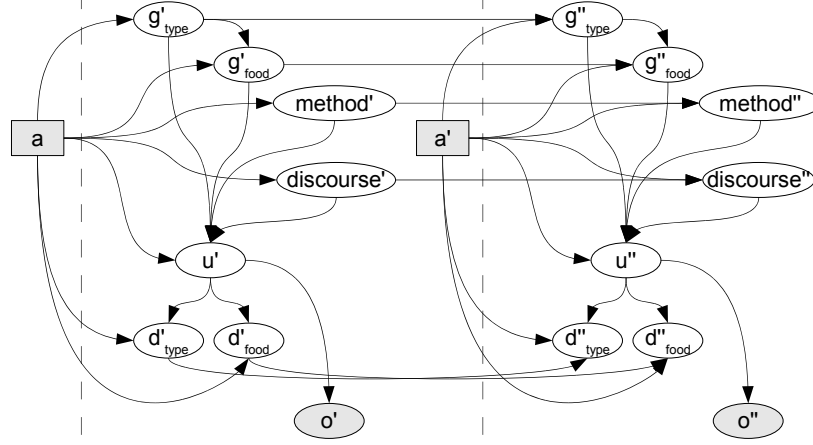 g'type
g"type
g'food
g"food
method'
method"
a
a'
discourse'
discourse"
u'
u"
d'type
d'food
d"type
d"food
o'
o"